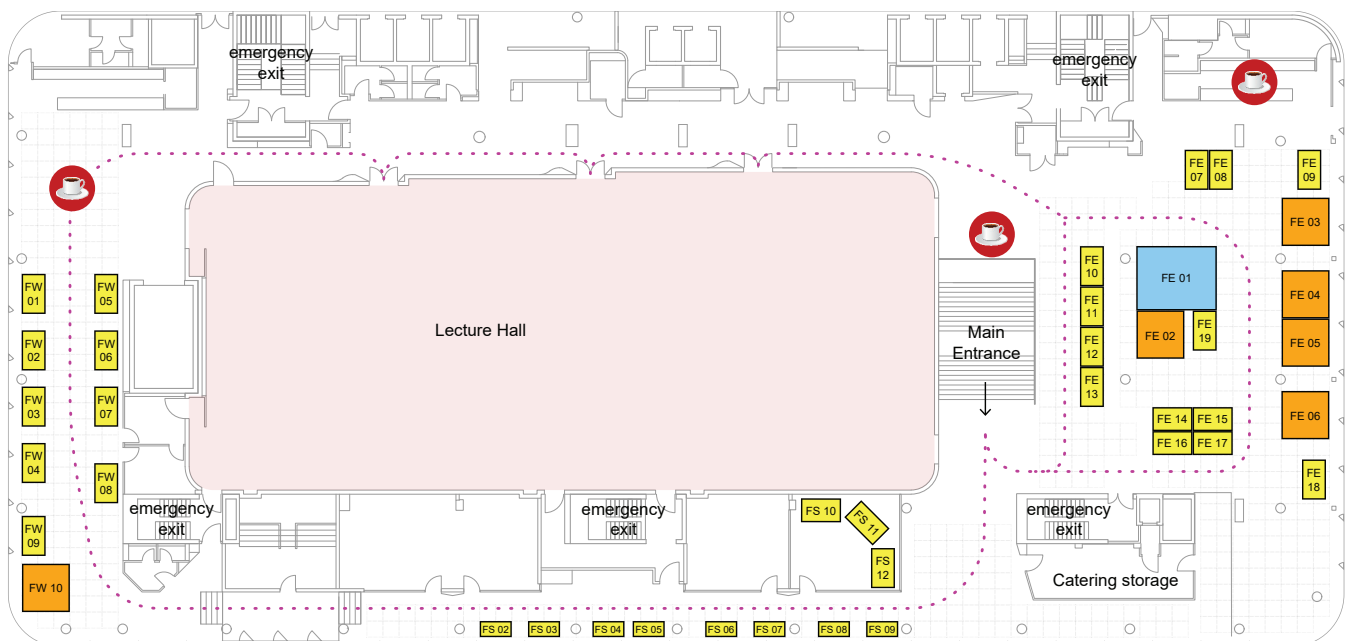 emergency
exit
emergency
exit
FE
07
FE
08
FE
09
FE 03
FW
01
FW
05
FE
10
FE 01
FE
11
FE 04
FW
02
FW
06
Lecture Hall
Main
Entrance
FE
12
FE 02
FE
19
FE 05
FW
03
FW
07
FE
13
FE 14
FE 15
FE 06
FW
04
FW
08
FE 16
FE 17
FE
18
emergency
exit
emergency
exit
FS 10
FS 11
emergency
exit
FW
09
FS
12
FW 10
Catering storage
FS 02
FS 03
FS 04
FS 05
FS 06
FS 07
FS 08
FS 09